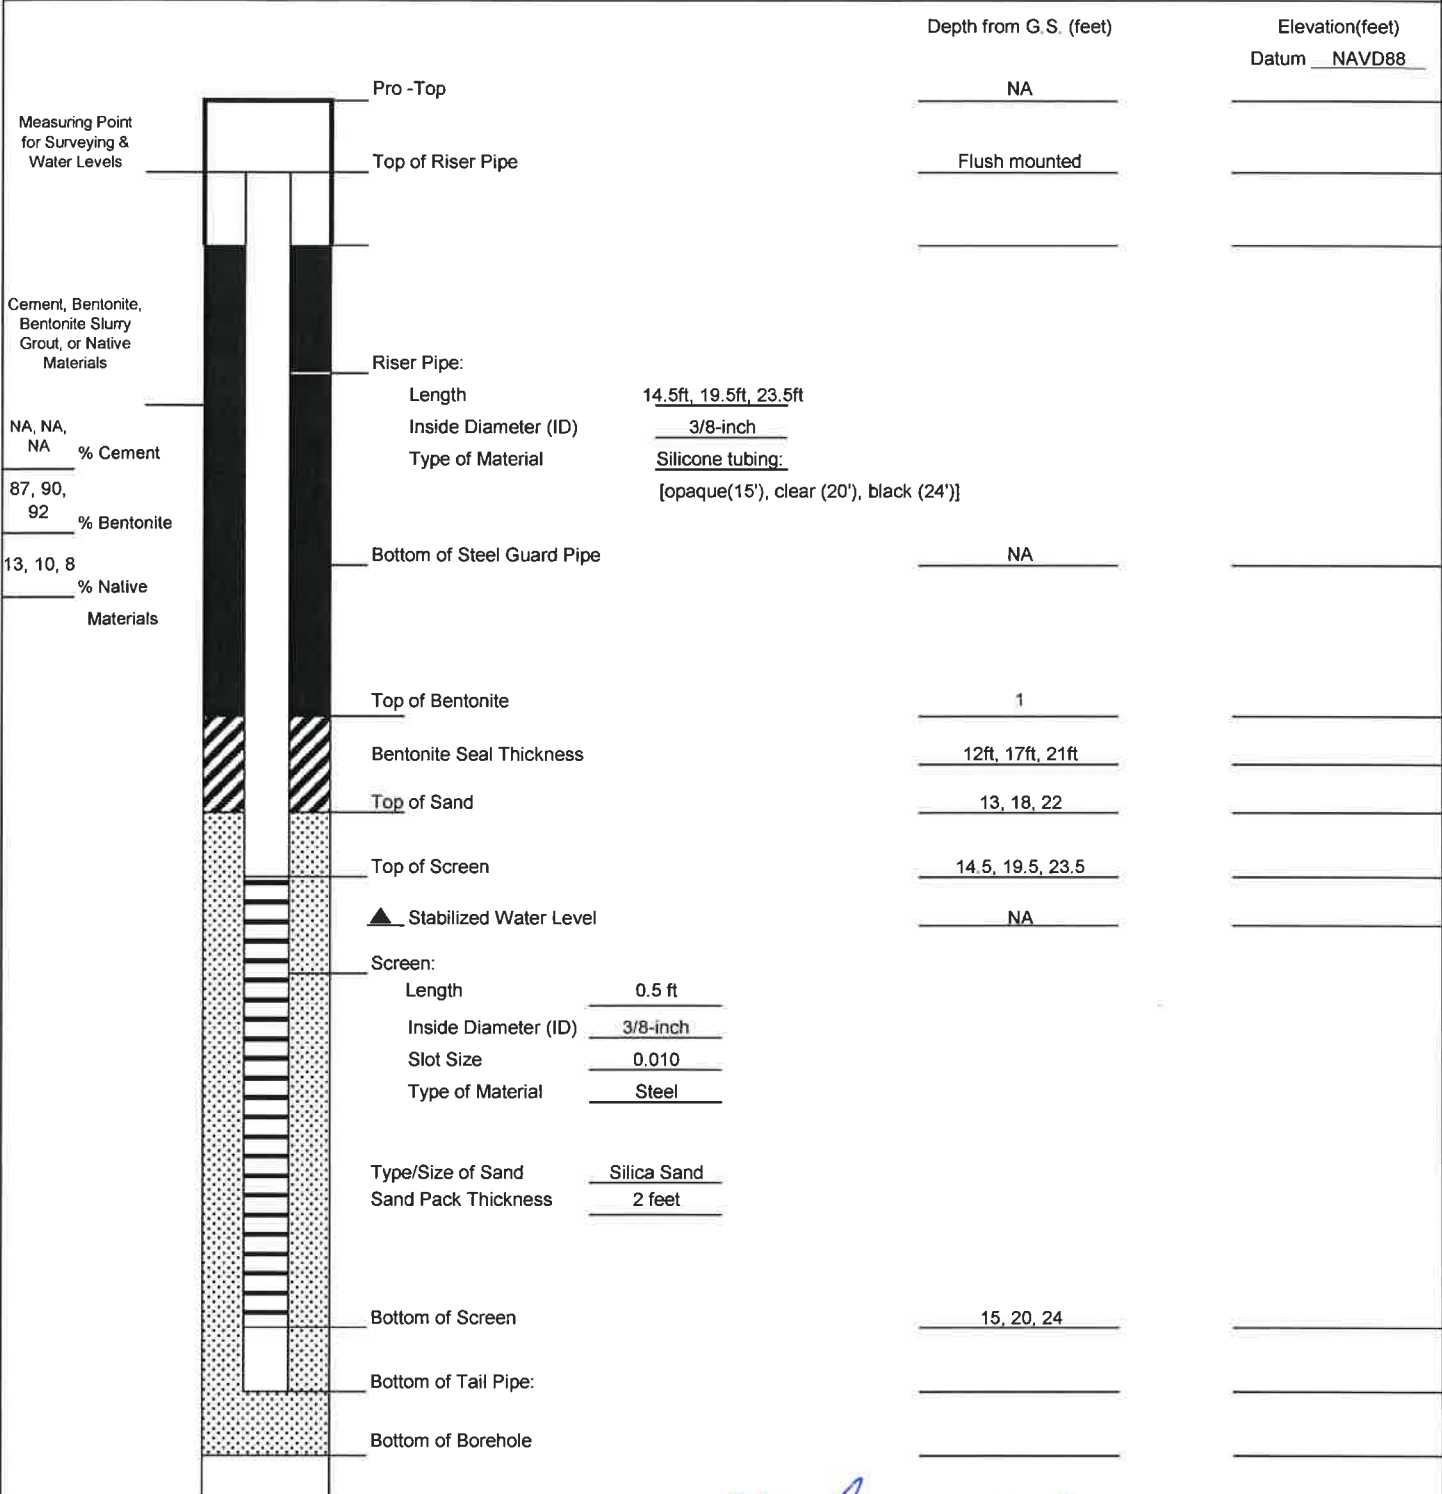 Depth from G.S. (feet) Elevation(feet)
Datum NAVD88
Pro -Top NA
Measuring Point
for Surveying &
Water Levels
Top of Riser Pipe Flush mounted
Cement, Bentonite,
Bentonite Slurry
Grout, or Native
Materials
Riser Pipe:
Length 14.5ft, 19.5ft, 23.5ft
Inside Diameter (ID) 3/8-inch
Type of Material Silicone tubing:
[opaque(15'), clear (20'), black (24')]
NA, NA,
NA % Cement
87, 90,
92 % Bentonite
13, 10, 8
% Native
Materials
Bottom of Steel Guard Pipe NA
Top of Bentonite 1
Bentonite Seal Thickness 12ft, 17ft, 21ft
Top of Sand 13, 18, 22
Top of Screen 14.5, 19.5, 23.5
Stabilized Water Level NA
Screen:
Length 0.5 ft
Inside Diameter (ID) 3/8-inch
Slot Size 0.010
Type of Material Steel
Type/Size of Sand Silica Sand
Sand Pack Thickness 2 feet
Bottom of Screen 15, 20, 24
Bottom of Tail Pipe:
Bottom of Borehole